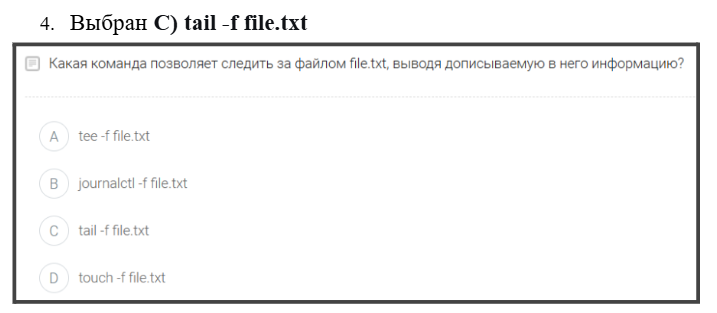 4. Выбран C) tail -f file.txt
Какая команда позволяет следить за файлом file.txt, выводя дописываемую в него информацию?
A tee -f file.txt
B journalctl -f file.txt
C tail -f file.txt
D touch -f file.txt